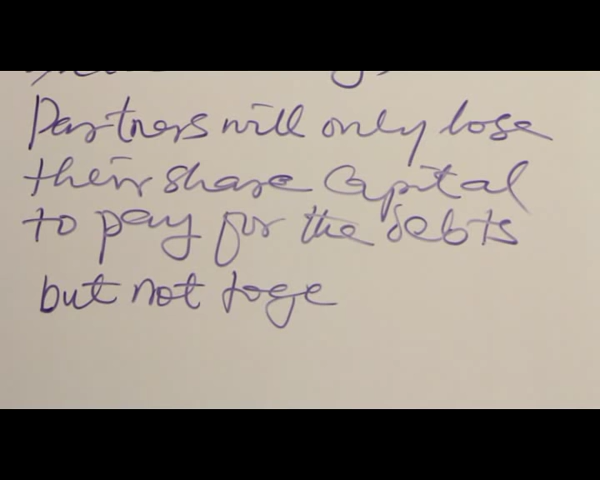 Partners will only lose
their share Capital
to pay for the debts
but not